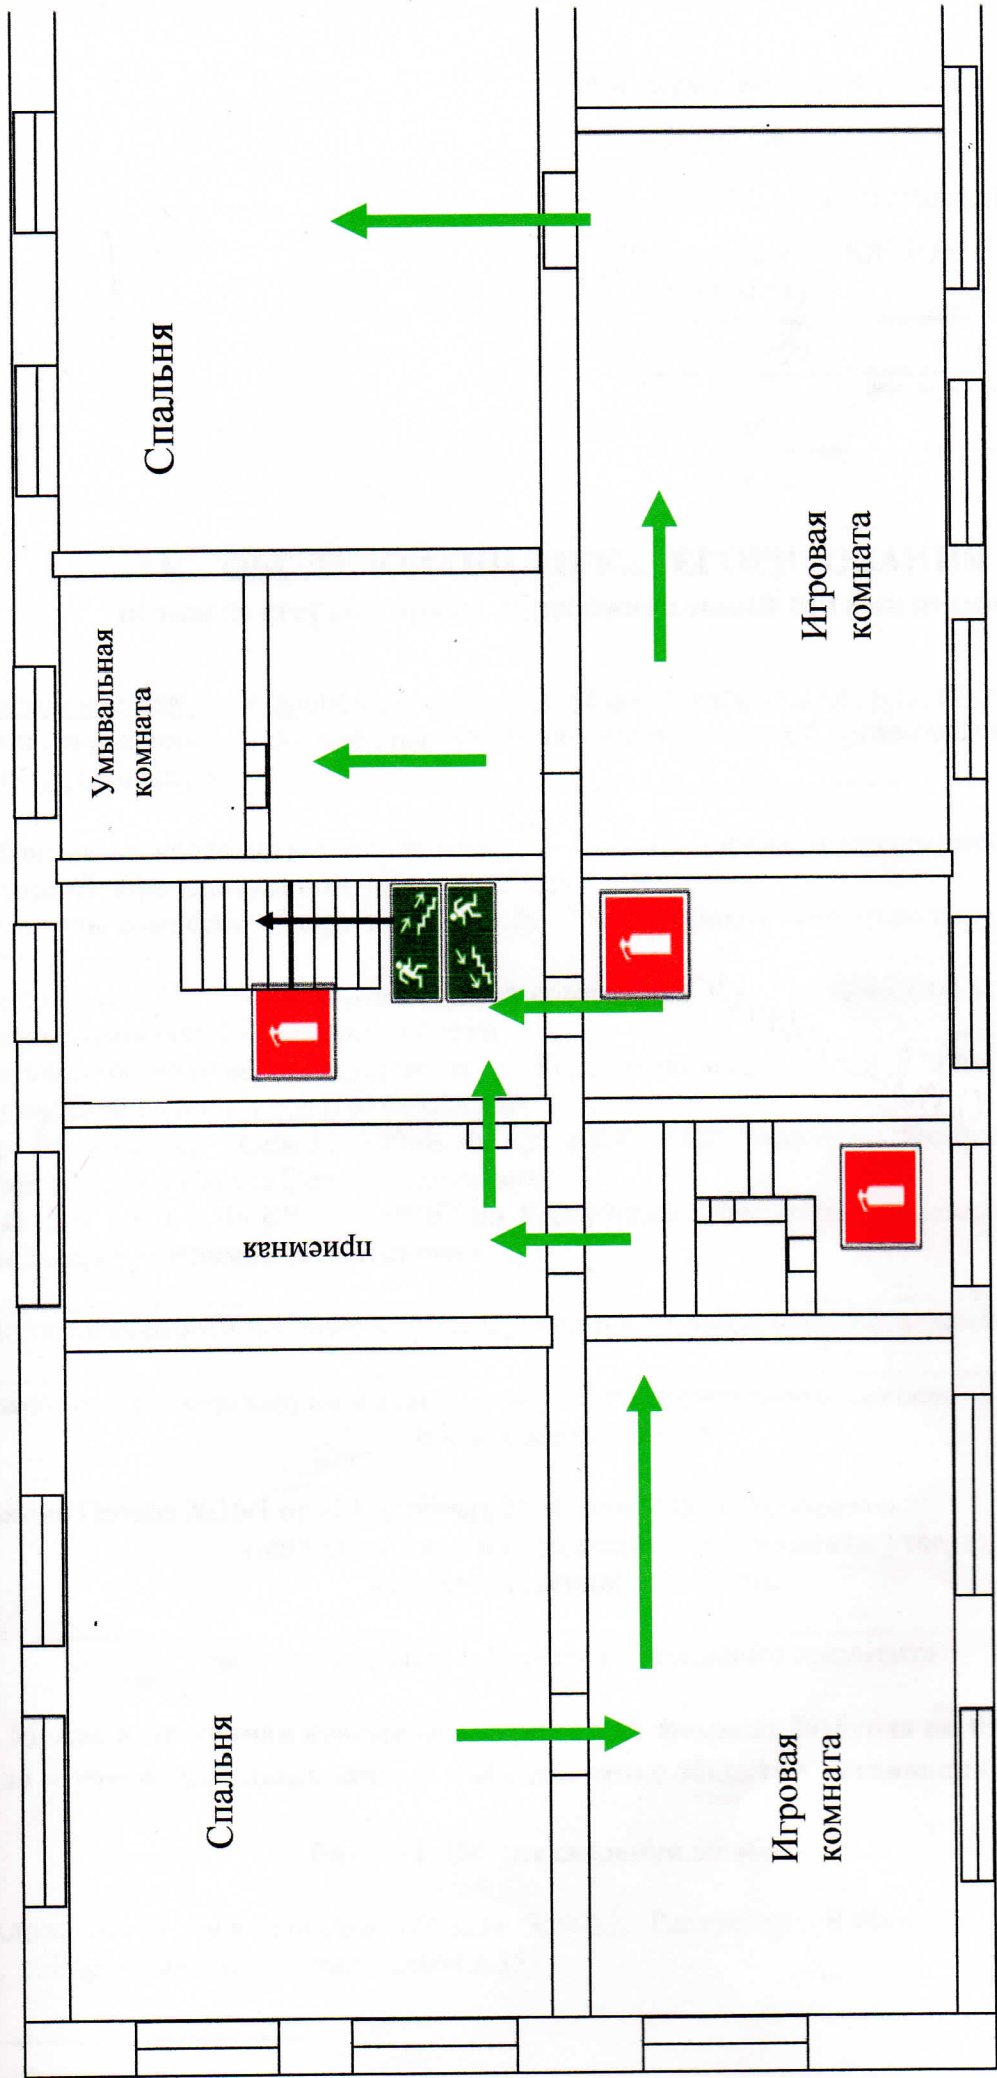 Спальня
Умывальная
комната
приемная
Спальня
Игровая
комната
Игровая
комната